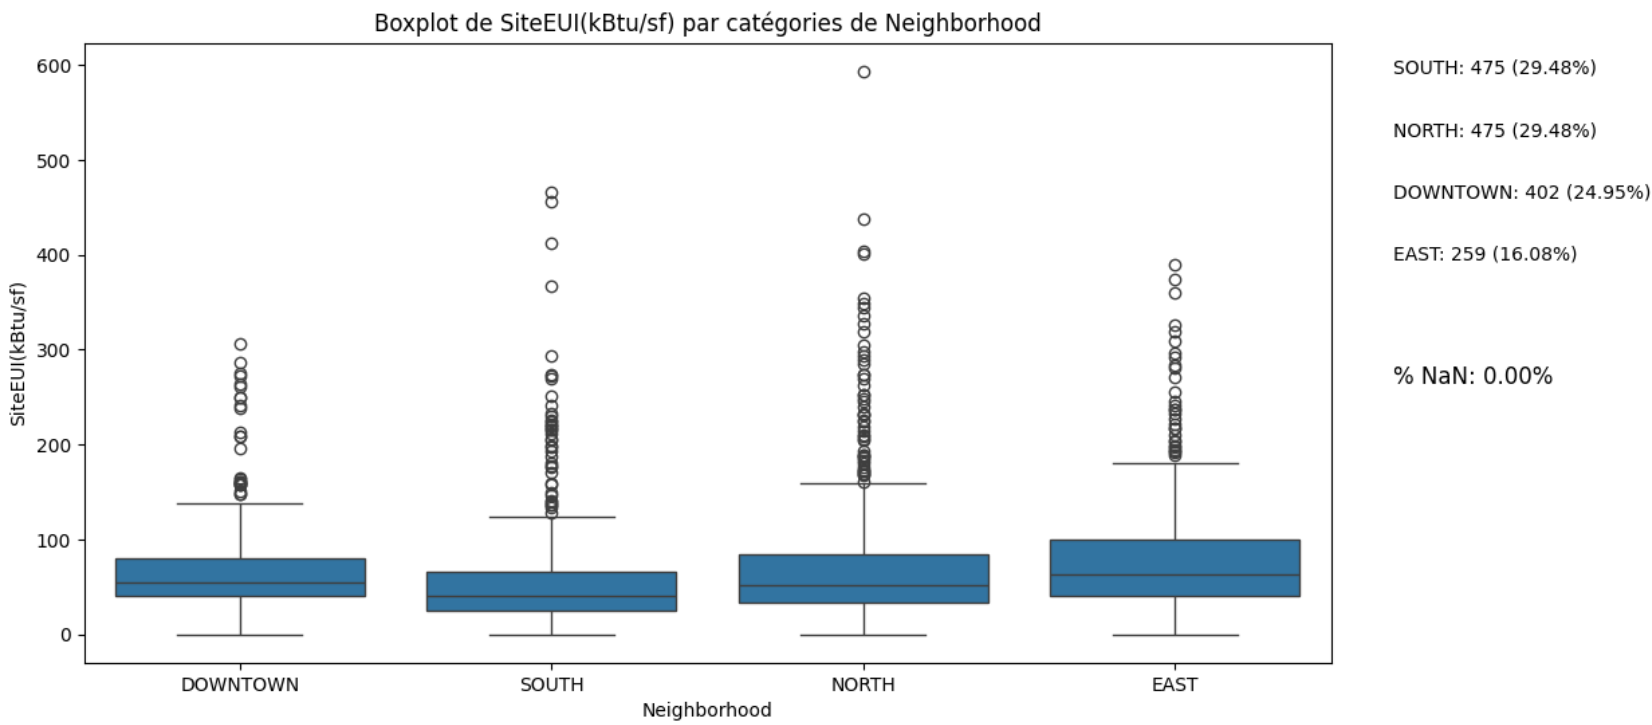 Boxplot de SiteEUI(kBtu/sf) par catégories de Neighborhood
600
500
400
300
200
100
0
SiteEUI(kBtu/sf)
DOWNTOWN
SOUTH
NORTH
EAST
Neighborhood
SOUTH: 475 (29.48%)
NORTH: 475 (29.48%)
DOWNTOWN: 402 (24.95%)
EAST: 259 (16.08%)
% NaN: 0.00%